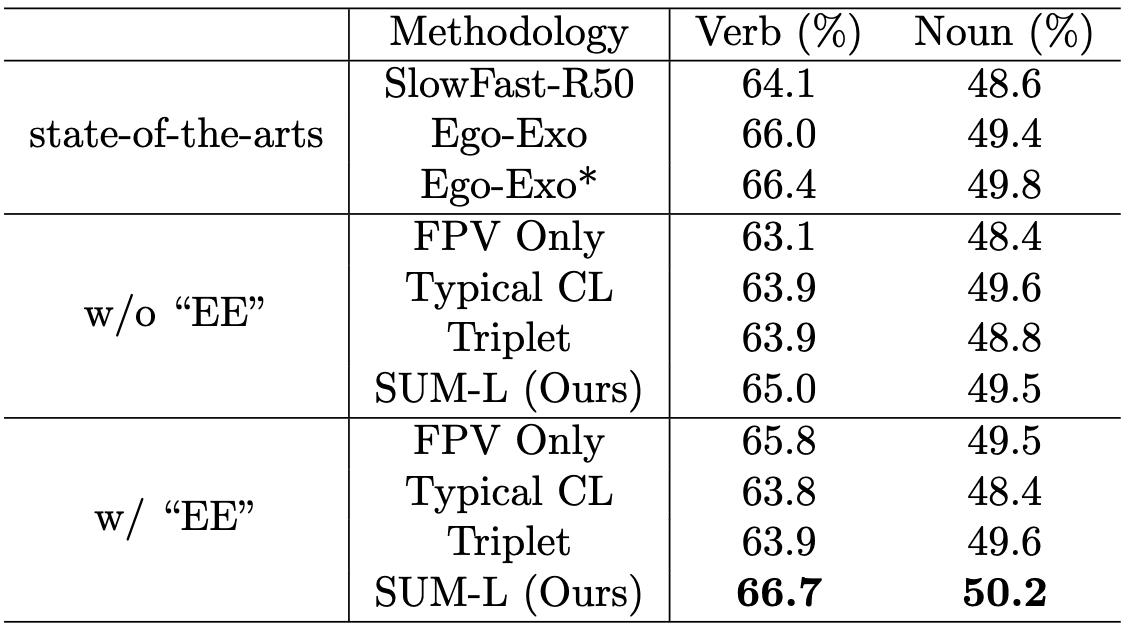 Methodology Verb (%) Noun (%)
state-of-the-arts
SlowFast-R50 64.1 48.6
Ego-Exo 66.0 49.4
Ego-Exo* 66.4 49.8
w/o “EE”
FPV Only 63.1 48.4
Typical CL 63.9 49.6
Triplet 63.9 48.8
SUM-L (Ours) 65.0 49.5
w/ “EE”
FPV Only 65.8 49.5
Typical CL 63.8 48.4
Triplet 63.9 49.6
SUM-L (Ours) 66.7 50.2